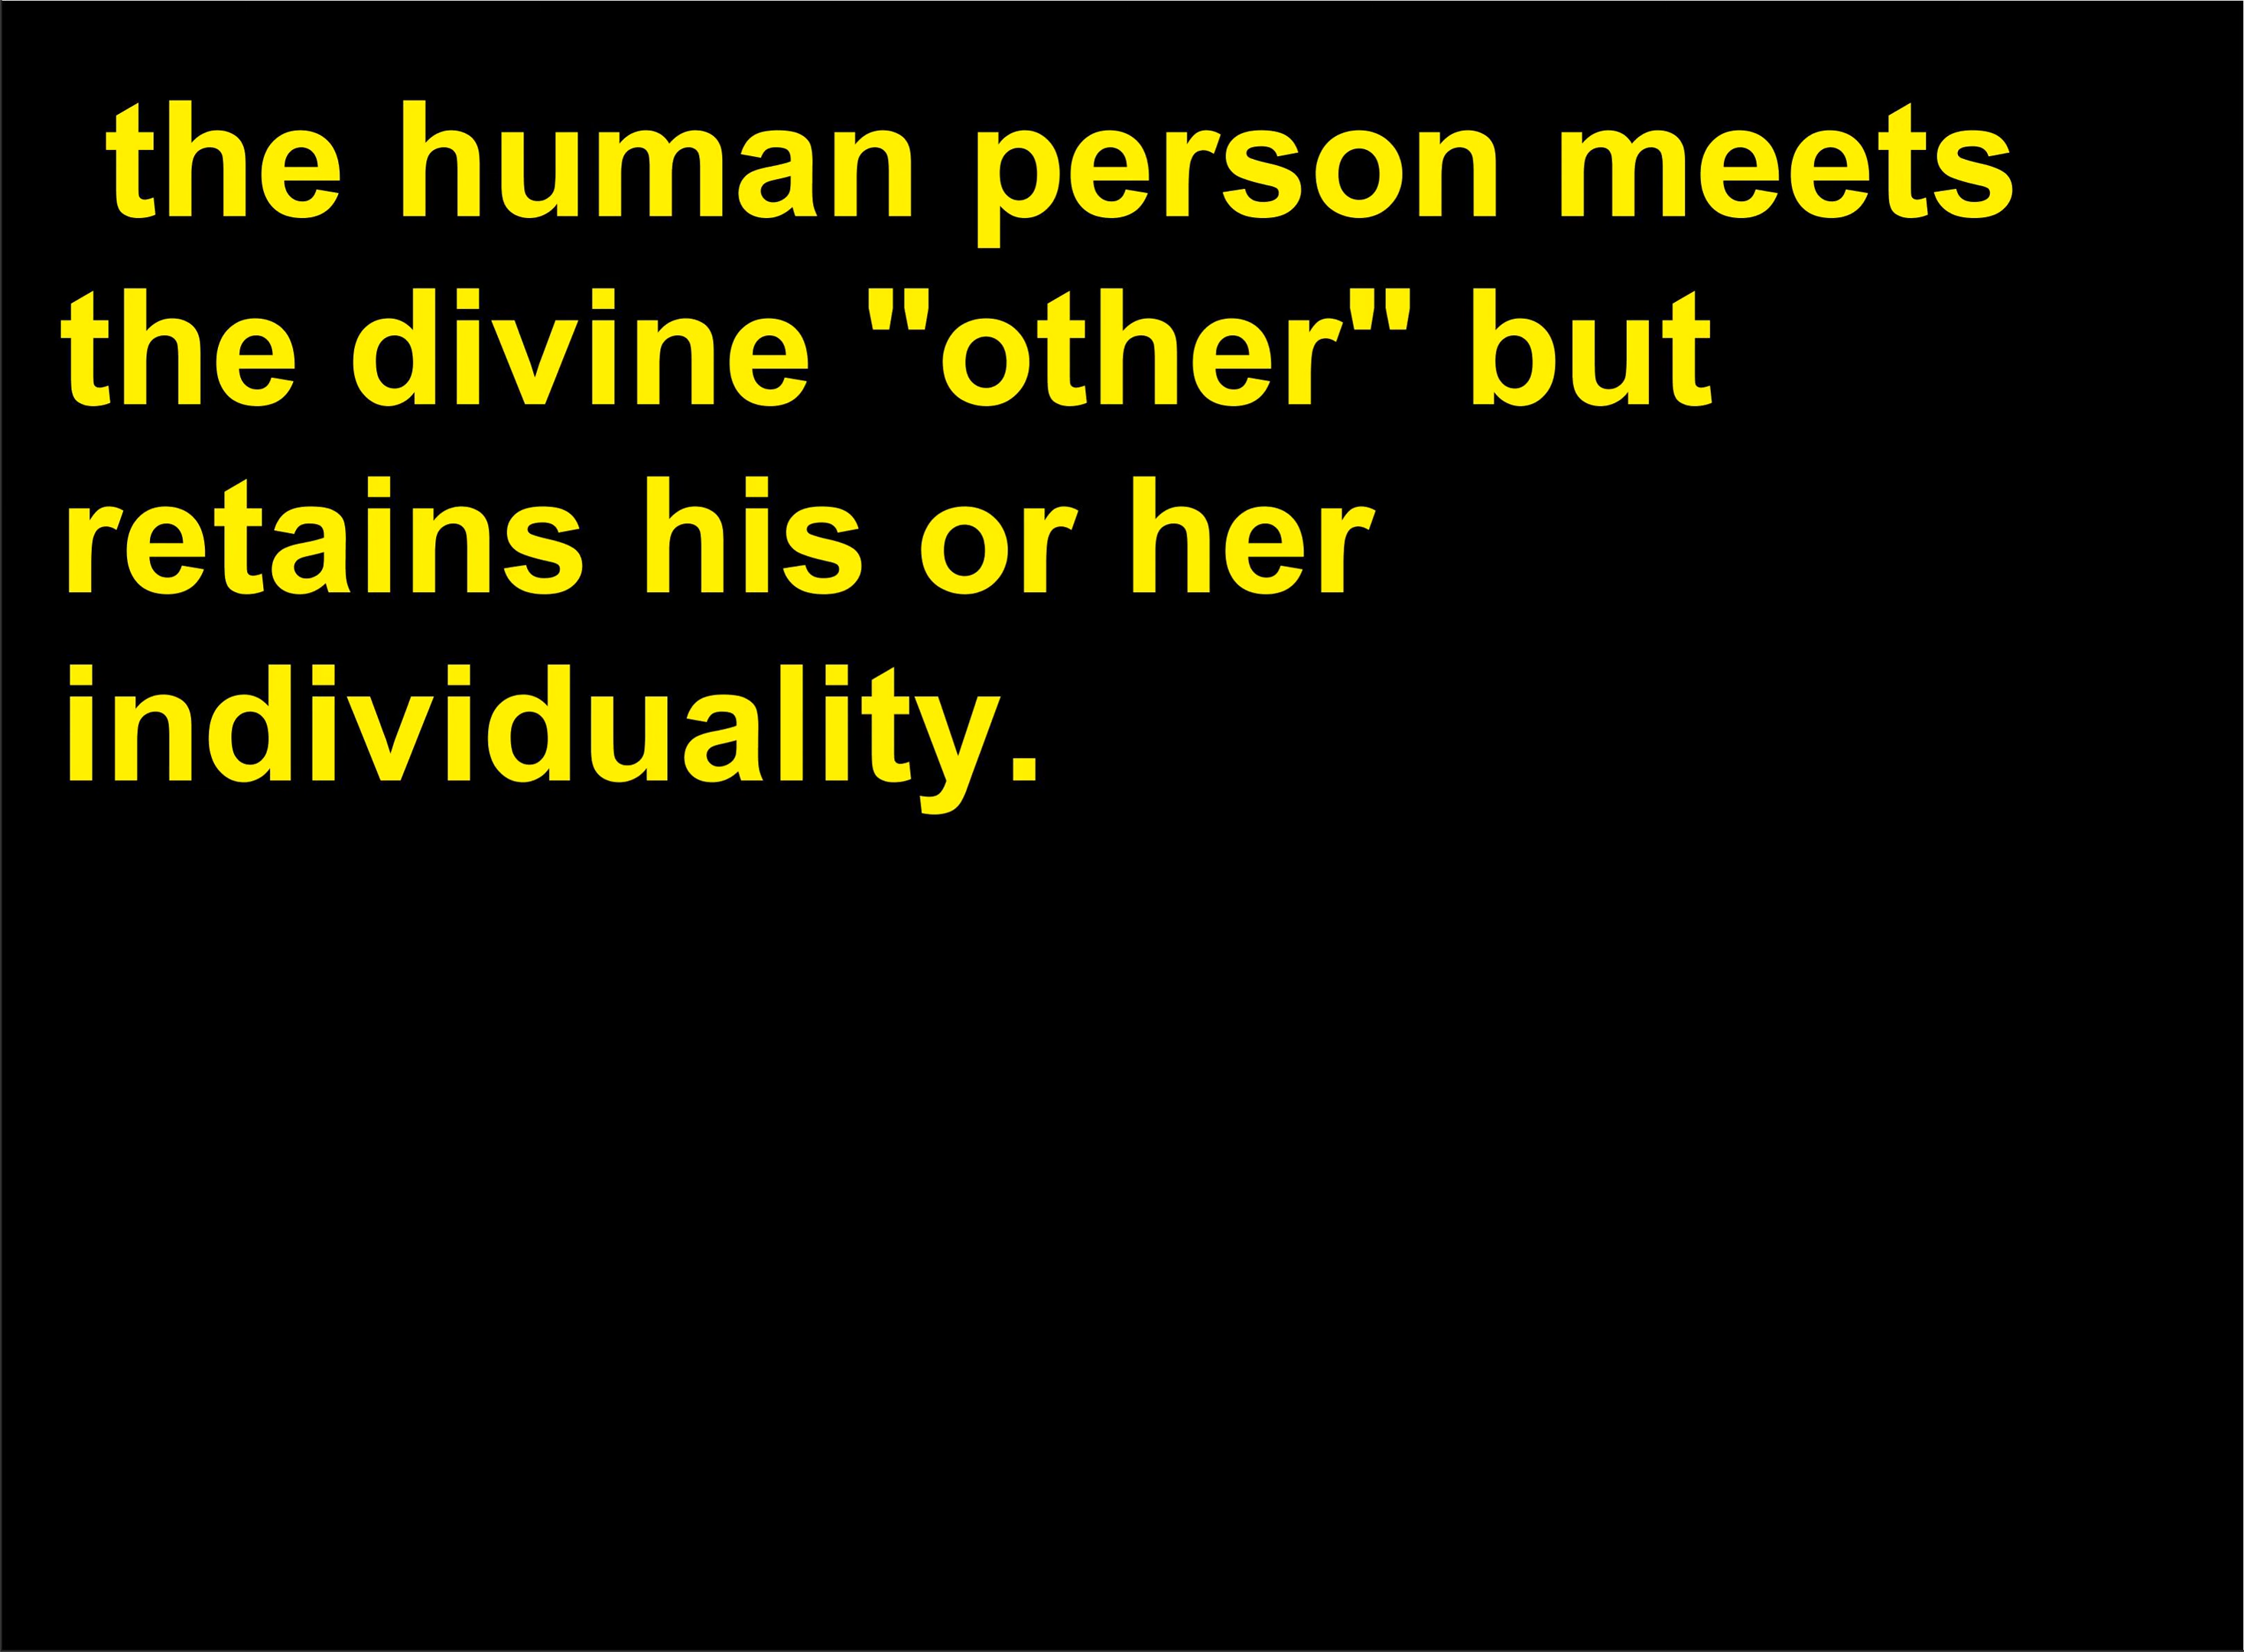 the human person meets
the divine "other" but
retains his or her
individuality.